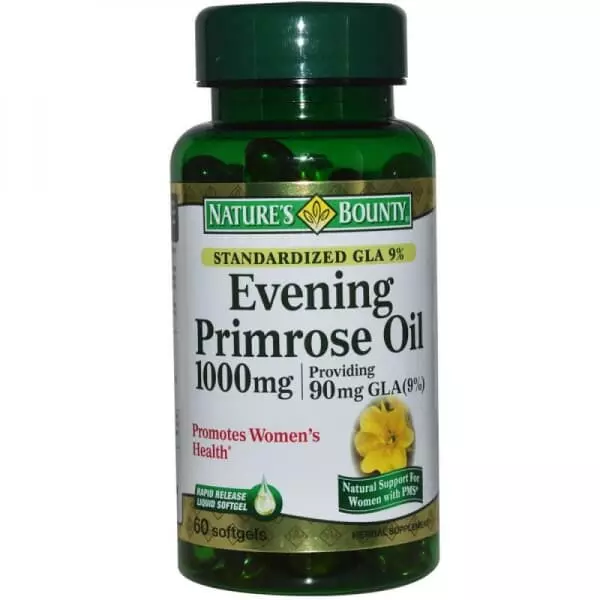 NATURE'S BOUNTY®
STANDARDIZED GLA 9%
Evening
Primrose Oil
1000mg
Providing
90mg GLA(9%)
Promotes Women's
Health*
RAPID RELEASE
LIQUID SOFTGEL
Natural Support For
Women with PMS*
60 softgels
HERBAL SUPPLEMENT